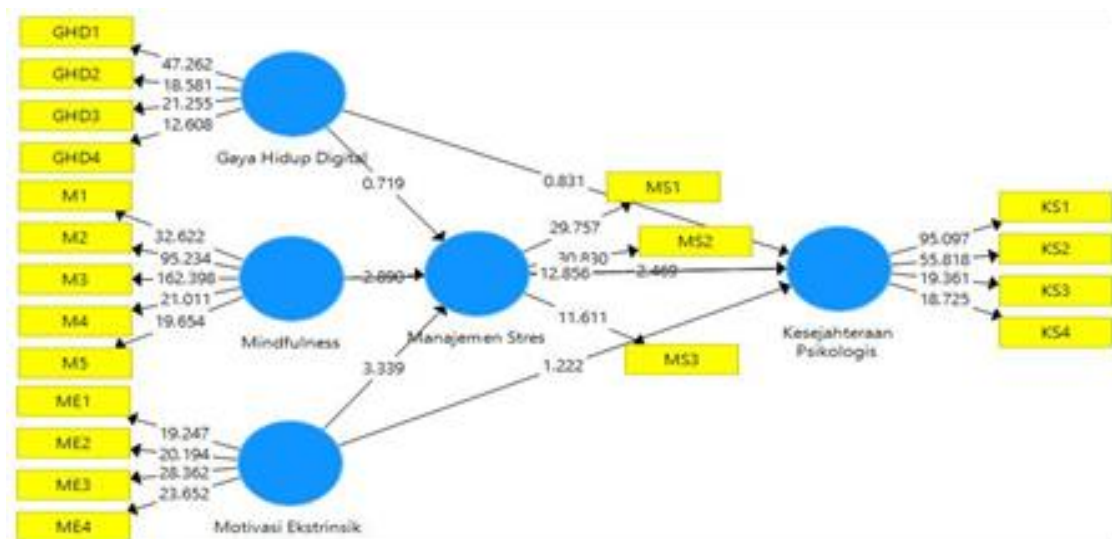 GHD1
GHD2
GHD3
GHD4
47.262
18.581
21.255
12.608
Gaya Hidup Digital
M1
M2
M3
M4
M5
32.622
95.234
162.398
21.011
19.654
Mindfulness
ME1
ME2
ME3
ME4
19.247
20.194
28.362
23.652
Motivasi Ekstrinsik
0.719
2.890
3.339
Manajemen Stres
0.831
29.757
30.830
12.856
2.469
11.611
1.222
MS1
MS2
MS3
Kesejahteraan
Psikologis
95.097
55.818
19.361
18.725
KS1
KS2
KS3
KS4